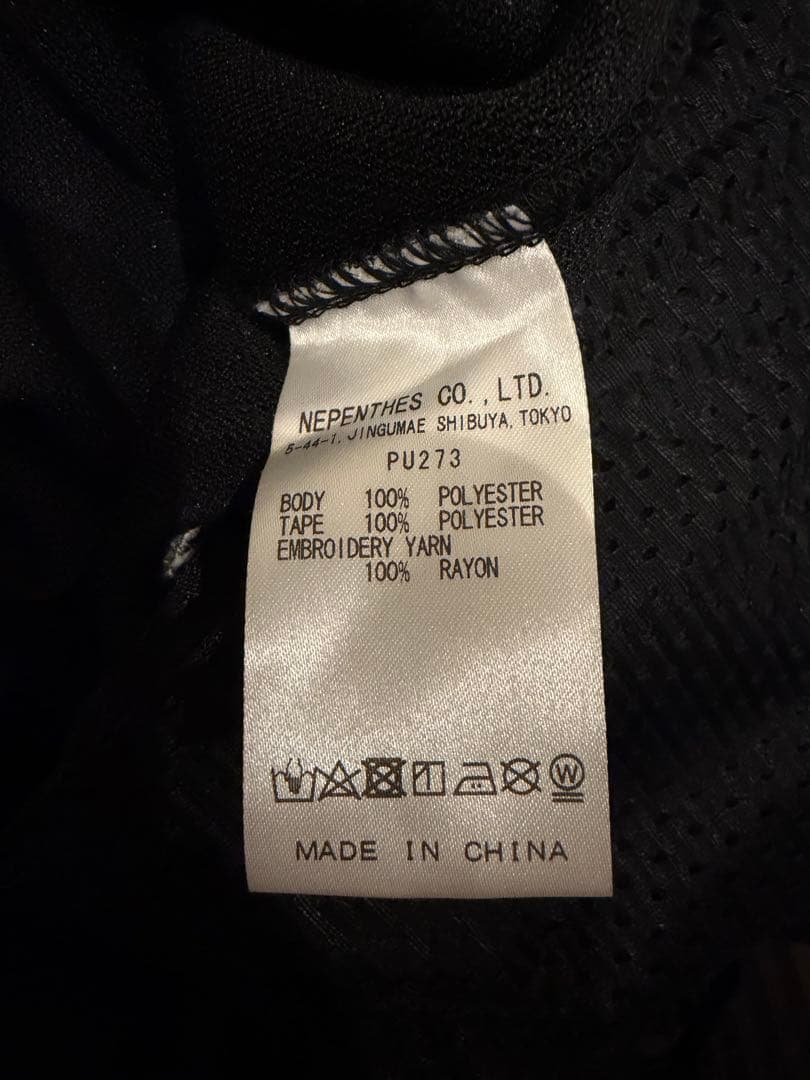 NEPENTHES CO.,LTD.
5-44-1, JINGUMAE SHIBUYA, TOKYO
PU273
BODY 100% POLYESTER
TAPE 100% POLYESTER
EMBROIDERY YARN
100% RAYON
W
MADE IN CHINA